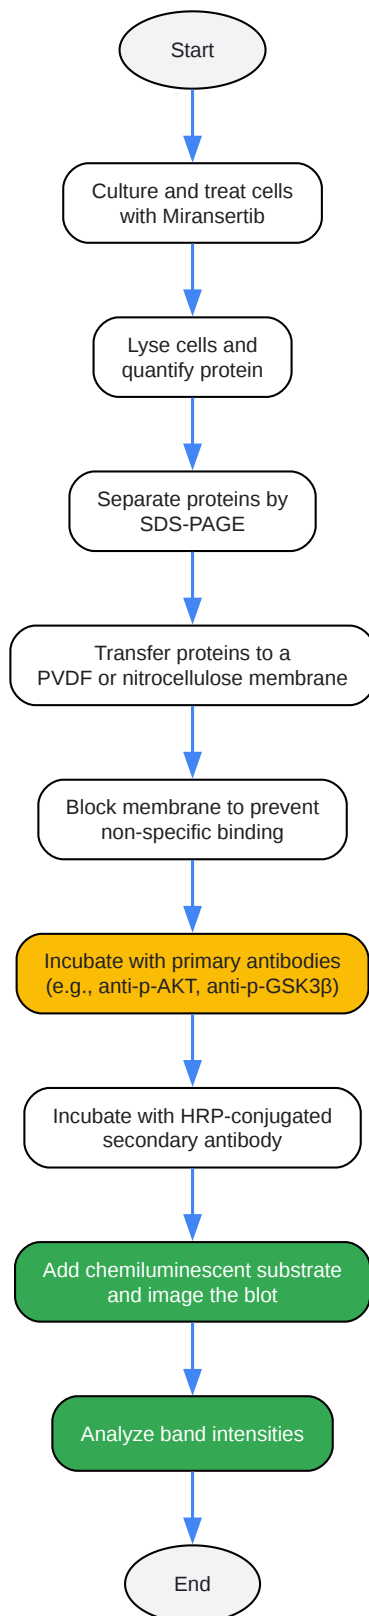 Start
Culture and treat cells
with Miransertib
Lyse cells and
quantify protein
Separate proteins by
SDS-PAGE
Transfer proteins to a
PVDF or nitrocellulose membrane
Block membrane to prevent
non-specific binding
Incubate with primary antibodies
(e.g., anti-p-AKT, anti-p-GSK3β)
Incubate with HRP-conjugated
secondary antibody
Add chemiluminescent substrate
and image the blot
Analyze band intensities
End